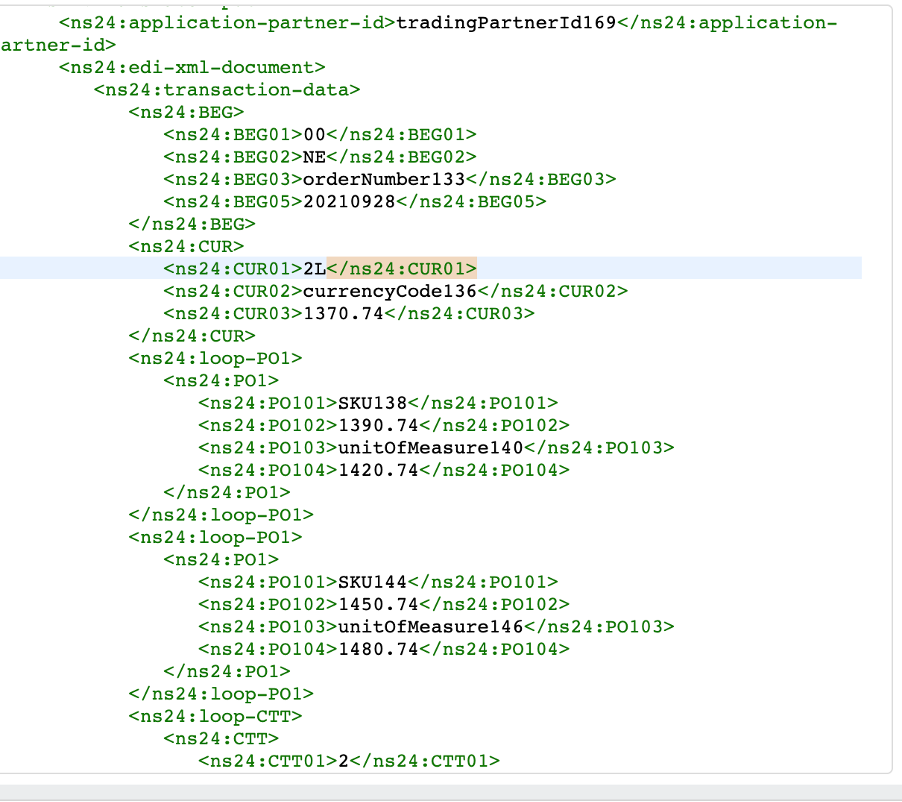 <ns24:application-partner-id>tradingPartnerId169</ns24:application-
artner-id>
<ns24:edi-xml-document>
<ns24:transaction-data>
<ns24:BEG>
<ns24:BEG01>00</ns24:BEG01>
<ns24:BEG02>NE</ns24:BEG02>
<ns24:BEG03>orderNumber133</ns24:BEG03>
<ns24:BEG05>20210928</ns24:BEG05>
</ns24:BEG>
<ns24:CUR>
<ns24:CUR01>2L</ns24:CUR01>
<ns24:CUR02>currencyCode136</ns24:CUR02>
<ns24:CUR03>1370.74</ns24:CUR03>
</ns24:CUR>
<ns24:loop-PO1>
<ns24:PO1>
<ns24:PO101>SKU138</ns24:PO101>
<ns24:PO102>1390.74</ns24:PO102>
<ns24:PO103>unitOfMeasure140</ns24:PO103>
<ns24:PO104>1420.74</ns24:PO104>
</ns24:PO1>
</ns24:loop-PO1>
<ns24:loop-PO1>
<ns24:PO1>
<ns24:PO101>SKU144</ns24:PO101>
<ns24:PO102>1450.74</ns24:PO102>
<ns24:PO103>unitOfMeasure146</ns24:PO103>
<ns24:PO104>1480.74</ns24:PO104>
</ns24:PO1>
</ns24:loop-PO1>
<ns24:loop-CTT>
<ns24:CTT>
<ns24:CTT01>2</ns24:CTT01>